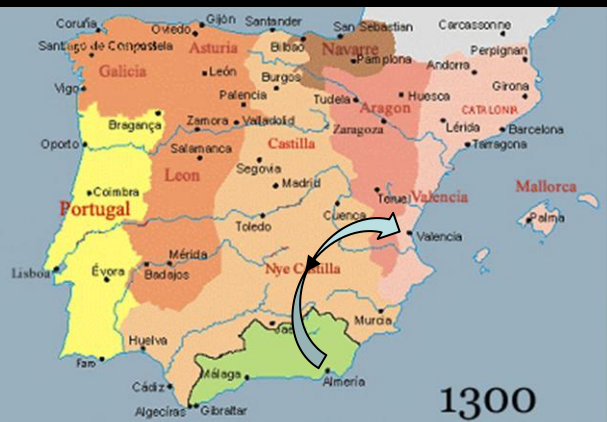 Coruña
Oviedo
Gijón
Santander
San Sebastian
Carcassonne
Santiago de Compostela
Asturia
Bilbao
Navarre
Perpignan
Galicia
León
Pamplona
Andorra
Vigo
Burgos
Girona
Palencia
Tudela
Huesca
Aragon
CATALONIA
Bragança
Zamora
Valladolid
Zaragoza
Lérida
Barcelona
Oporto
Salamanca
Castilla
Tarragona
Leon
Segovia
Madrid
Coimbra
Teruel
Valencia
Mallorca
Portugal
Cuenca
Palma
Toledo
Valencia
Lisboa
Évora
Mérida
Badajos
Nye Castilla
Murcia
Huelva
Jaé
Faro
Málaga
Almería
Cádiz
Algeciras
Gibraltar
1300